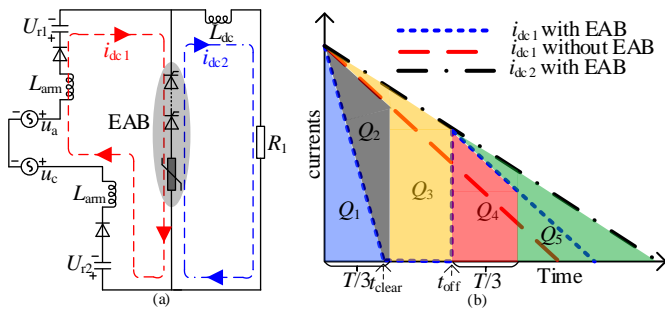 U_r1
L_dc
i_dc1
i_dc2
L_arm
EAB
u_a
R_1
u_c
L_arm
U_r2
(a)
i_dc1 with EAB
i_dc1 without EAB
i_dc2 with EAB
currents
Q_2
Q_3
Q_1
Q_4
Q_5
Time
T/3
t_clear
t_off
T/3
(b)